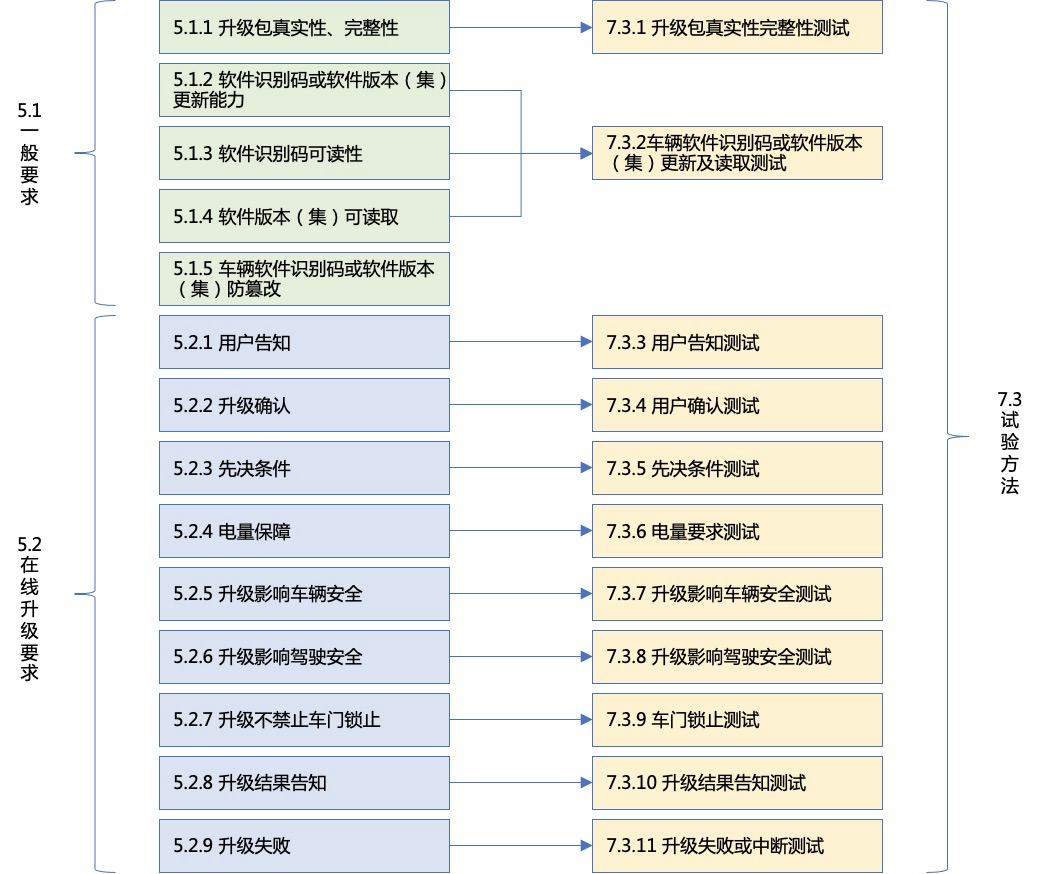 5.1
一
般
要
求
5.1.1 升级包真实性、完整性
7.3.1 升级包真实性完整性测试
5.1.2 软件识别码或软件版本（集）
更新能力
5.1.3 软件识别码可读性
7.3.2车辆软件识别码或软件版本
（集）更新及读取测试
5.1.4 软件版本（集）可读取
5.1.5 车辆软件识别码或软件版本
（集）防篡改
5.2
在
线
升
级
要
求
5.2.1 用户告知
7.3.3 用户告知测试
5.2.2 升级确认
7.3.4 用户确认测试
5.2.3 先决条件
7.3.5 先决条件测试
5.2.4 电量保障
7.3.6 电量要求测试
5.2.5 升级影响车辆安全
7.3.7 升级影响车辆安全测试
5.2.6 升级影响驾驶安全
7.3.8 升级影响驾驶安全测试
5.2.7 升级不禁止车门锁止
7.3.9 车门锁止测试
5.2.8 升级结果告知
7.3.10 升级结果告知测试
5.2.9 升级失败
7.3.11 升级失败或中断测试
7.3
试
验
方
法